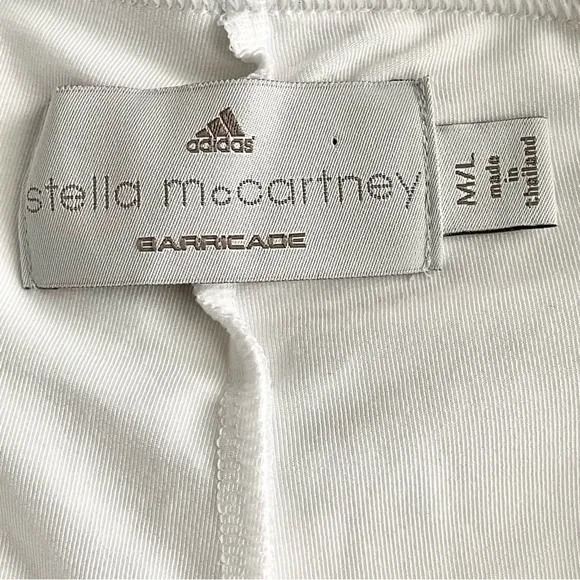 adidas
stella mccartney
BARRICADE
M/L
made
in
thailand